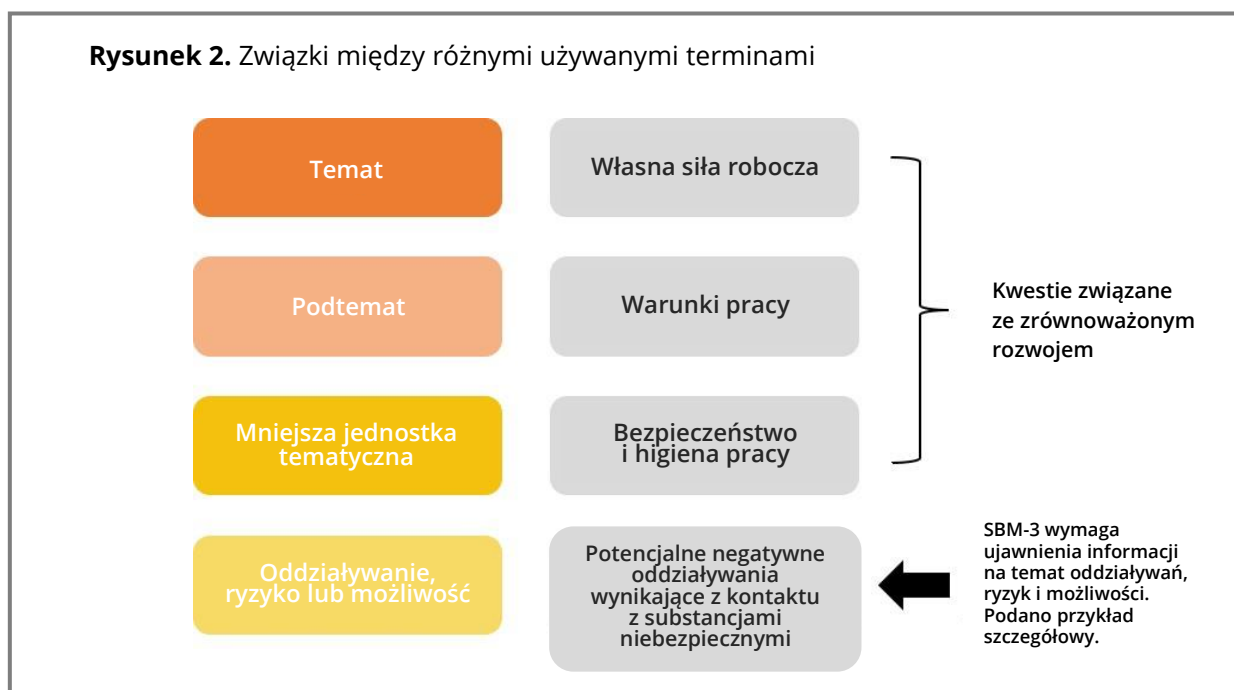 Rysunek 2. Związki między różnymi używanymi terminami
Temat
Własna siła robocza
Podtemat
Warunki pracy
Mniejsza jednostka
tematyczna
Bezpieczeństwo
i higiena pracy
Kwestie związane
ze zrównoważonym
rozwojem
Oddziaływanie,
ryzyko lub możliwość
Potencjalne negatywne
oddziaływania
wynikające z kontaktu
z substancjami
niebezpiecznymi
SBM-3 wymaga
ujawnienia informacji
na temat oddziaływań,
ryzyk i możliwości.
Podano przykład
szczegółowy.